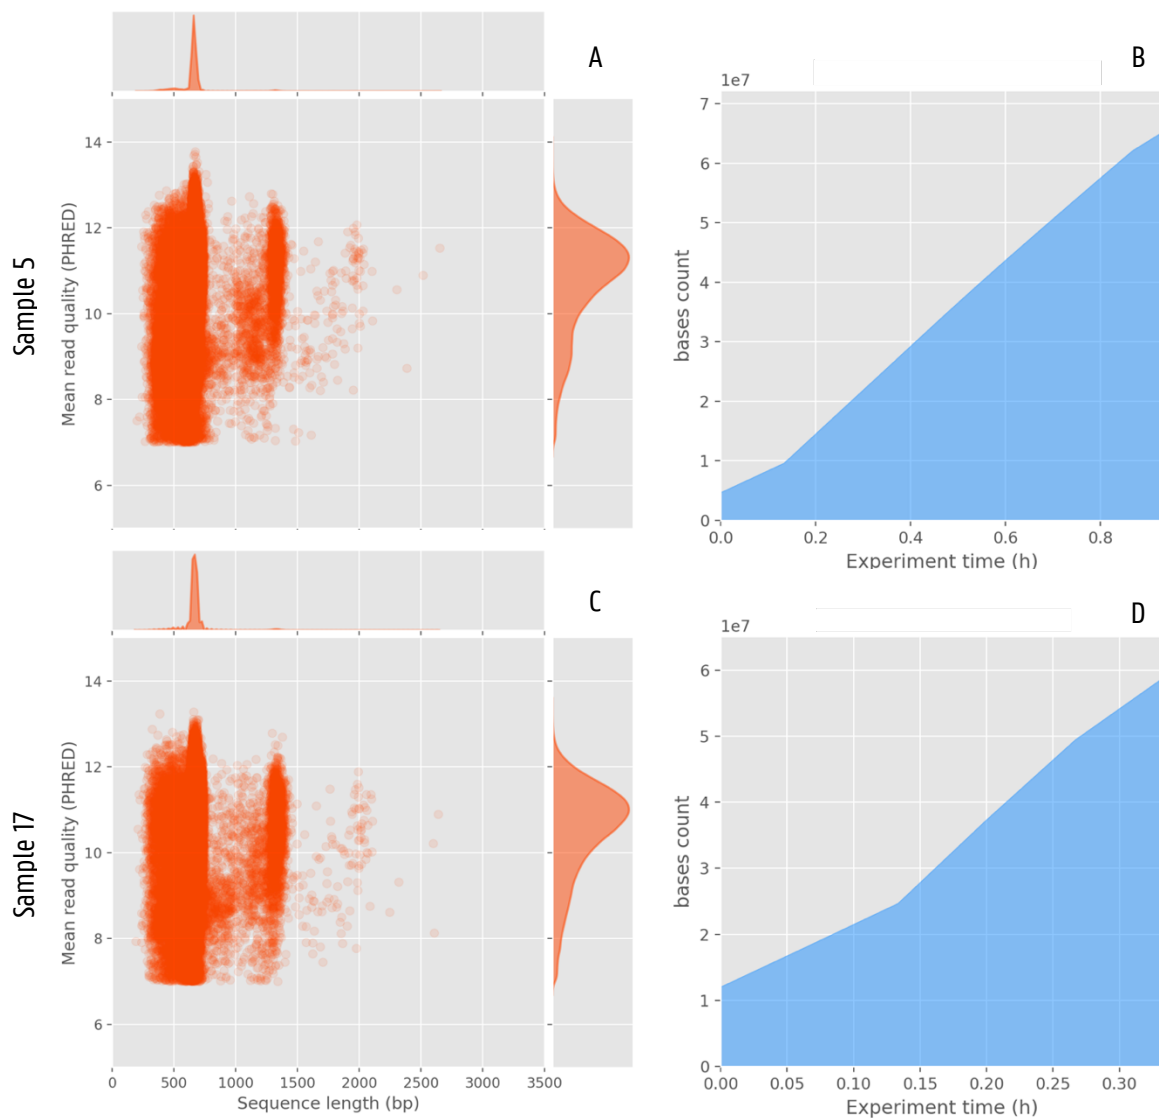 A
B
Sample 5
Mean read quality (PHRED)
14
12
10
8
6
1e7
bases count
7
6
5
4
3
2
1
0
0.0 0.2 0.4 0.6 0.8
Experiment time (h)
C
D
Sample 17
Mean read quality (PHRED)
14
12
10
8
6
0 500 1000 1500 2000 2500 3000 3500
Sequence length (bp)
1e7
bases count
6
5
4
3
2
1
0
0.00 0.05 0.10 0.15 0.20 0.25 0.30
Experiment time (h)